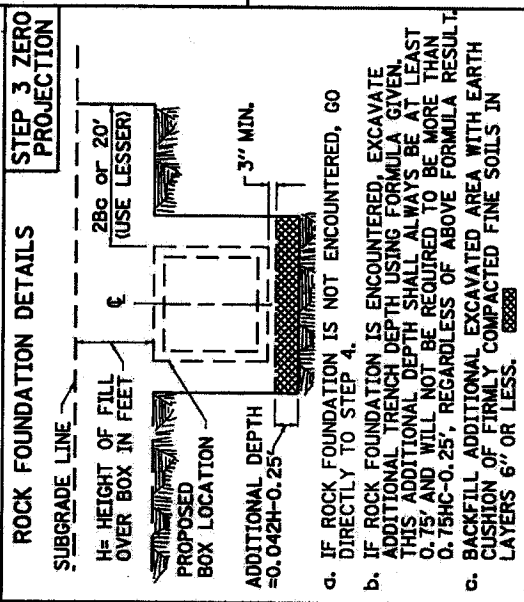 ROCK FOUNDATION DETAILS
STEP 3 ZERO
PROJECTION
SUBGRADE LINE
H= HEIGHT OF FILL
OVER BOX IN FEET
2Bc or 20'
(USE LESSER)
℄
PROPOSED
BOX LOCATION
3" MIN.
ADDITIONAL DEPTH
=0.042H-0.25'
a. IF ROCK FOUNDATION IS NOT ENCOUNTERED, GO
DIRECTLY TO STEP 4.
b. IF ROCK FOUNDATION IS ENCOUNTERED, EXCAVATE
ADDITIONAL TRENCH DEPTH USING FORMULA GIVEN.
THIS ADDITIONAL DEPTH SHALL ALWAYS BE AT LEAST
0.75' AND WILL NOT BE REQUIRED TO BE MORE THAN
0.75HC-0.25', REGARDLESS OF ABOVE FORMULA RESULT.
c. BACKFILL ADDITIONAL EXCAVATED AREA WITH EARTH
CUSHION OF FIRMLY COMPACTED FINE SOILS IN
LAYERS 6" OR LESS.